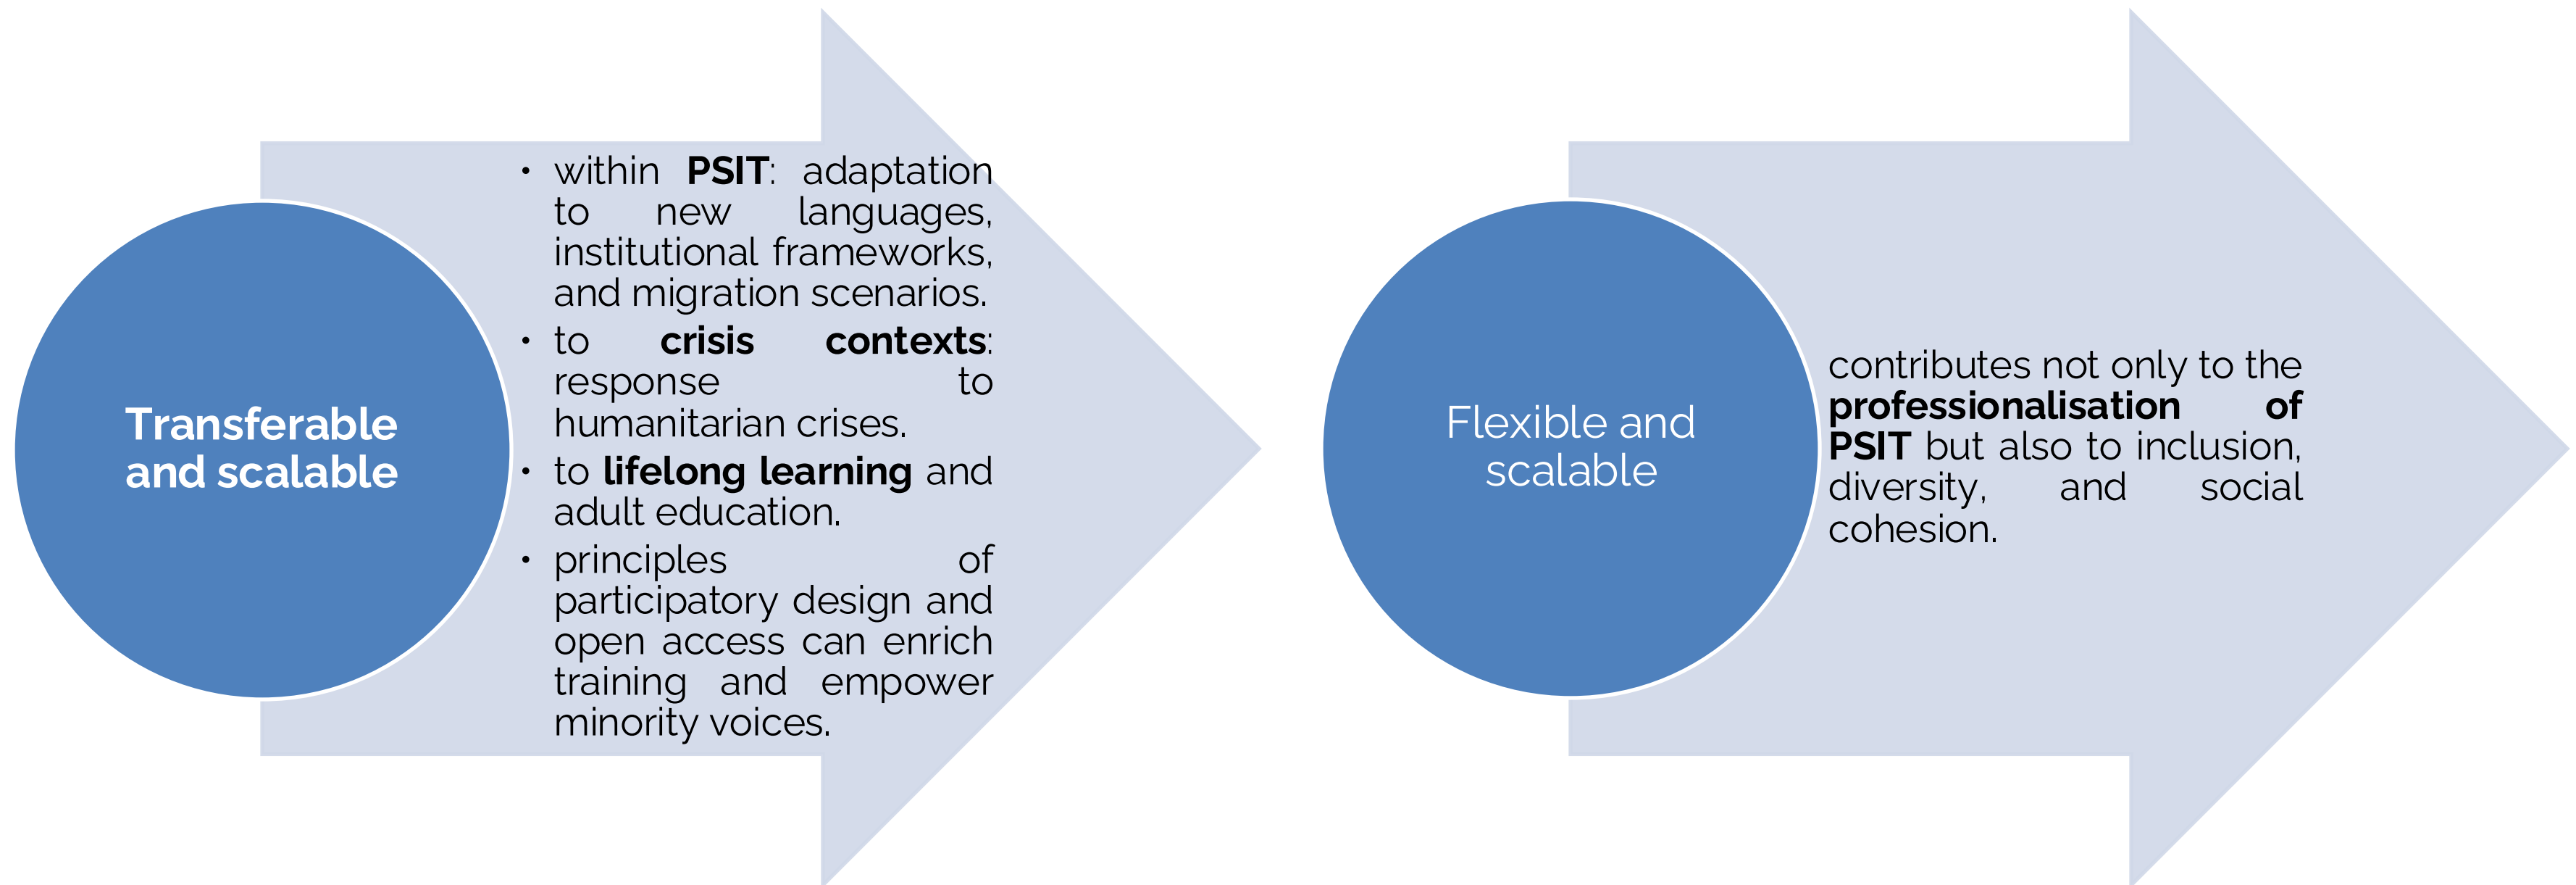 Transferable
and scalable
• within PSIT: adaptation
to new languages,
institutional frameworks,
and migration scenarios.
• to crisis contexts:
response to
humanitarian crises.
• to lifelong learning and
adult education.
• principles of
participatory design and
open access can enrich
training and empower
minority voices.
Flexible and
scalable
contributes not only to the
professionalisation of
PSIT but also to inclusion,
diversity, and social
cohesion.